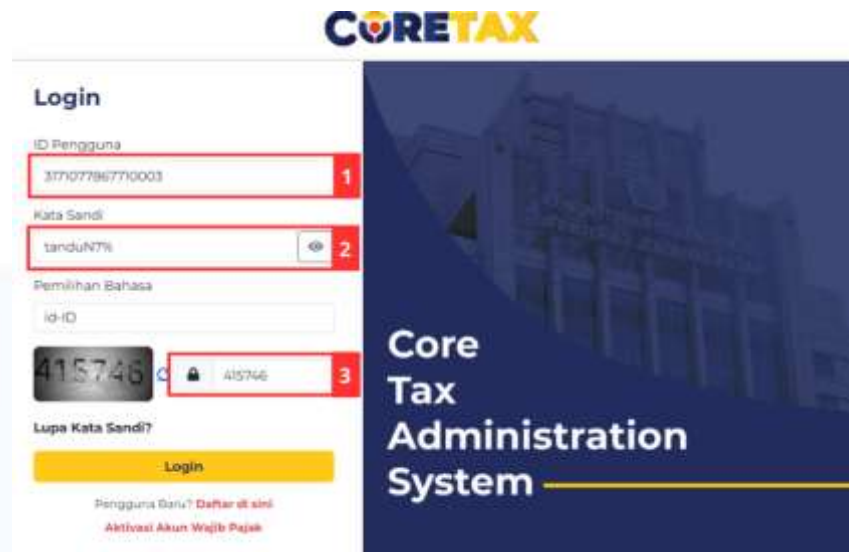 CORETAX
Login
ID Pengguna
3171077867710003
1
Kata Sandi
tanduN7%
2
Pemilihan Bahasa
id-ID
415746
415746
3
Lupa Kata Sandi?
Login
Pengguna Baru? Daftar di sini
Aktivasi Akun Wajib Pajak
Core
Tax
Administration
System